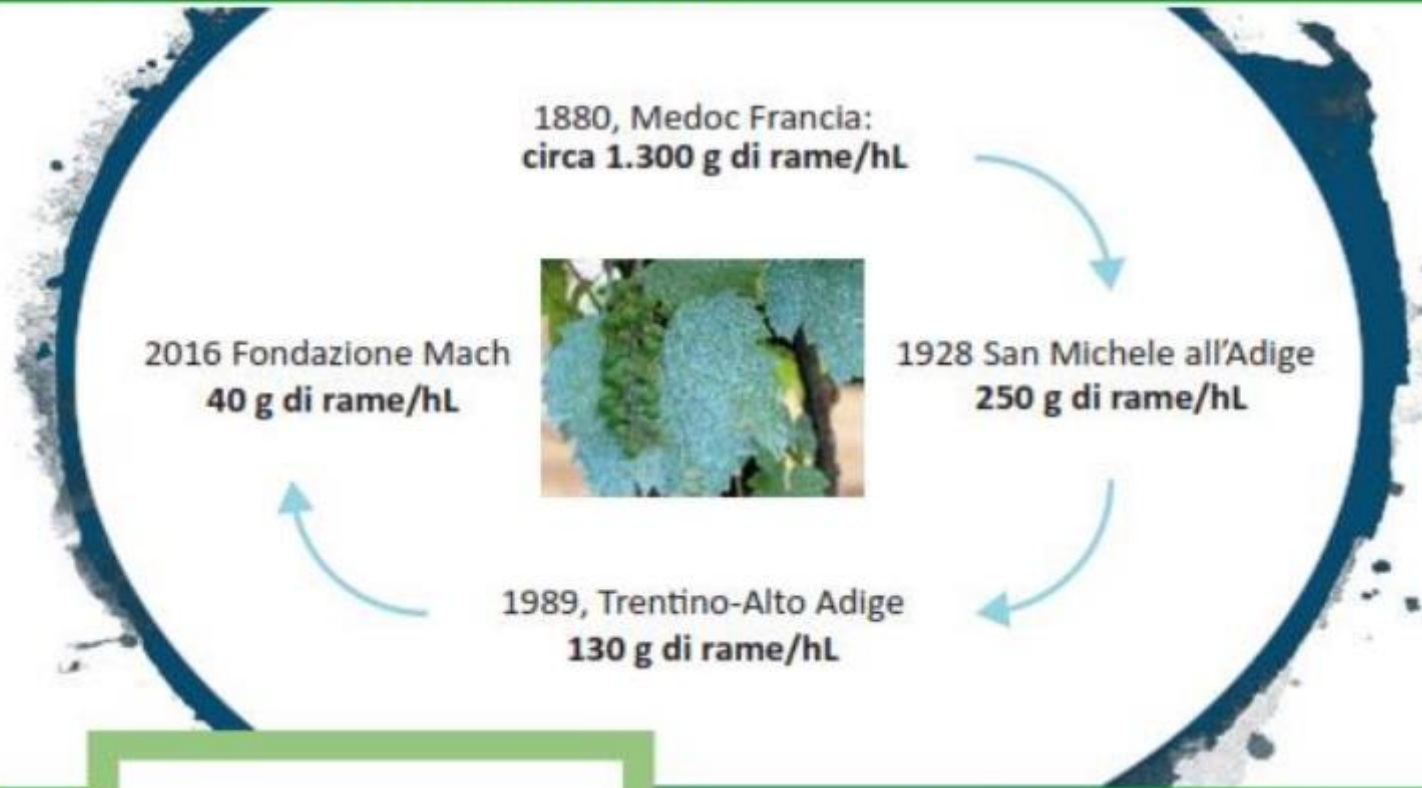 1880, Medoc Francia:
circa 1.300 g di rame/hL
1928 San Michele all'Adige
250 g di rame/hL
1989, Trentino-Alto Adige
130 g di rame/hL
2016 Fondazione Mach
40 g di rame/hL